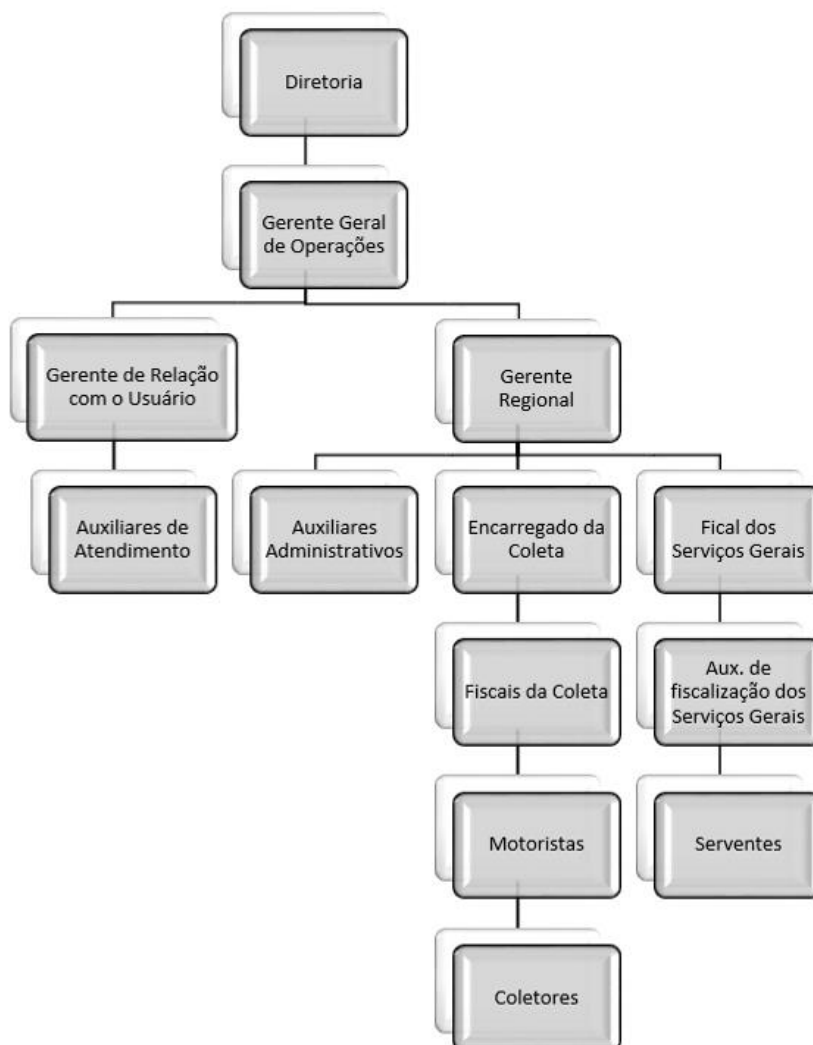 Diretoria
Gerente Geral
de Operações
Gerente de Relação
com o Usuário
Gerente
Regional
Auxiliares de
Atendimento
Auxiliares
Administrativos
Encarregado da
Coleta
Fical dos
Serviços Gerais
Fiscais da Coleta
Aux. de
fiscalização dos
Serviços Gerais
Motoristas
Serventes
Coletores